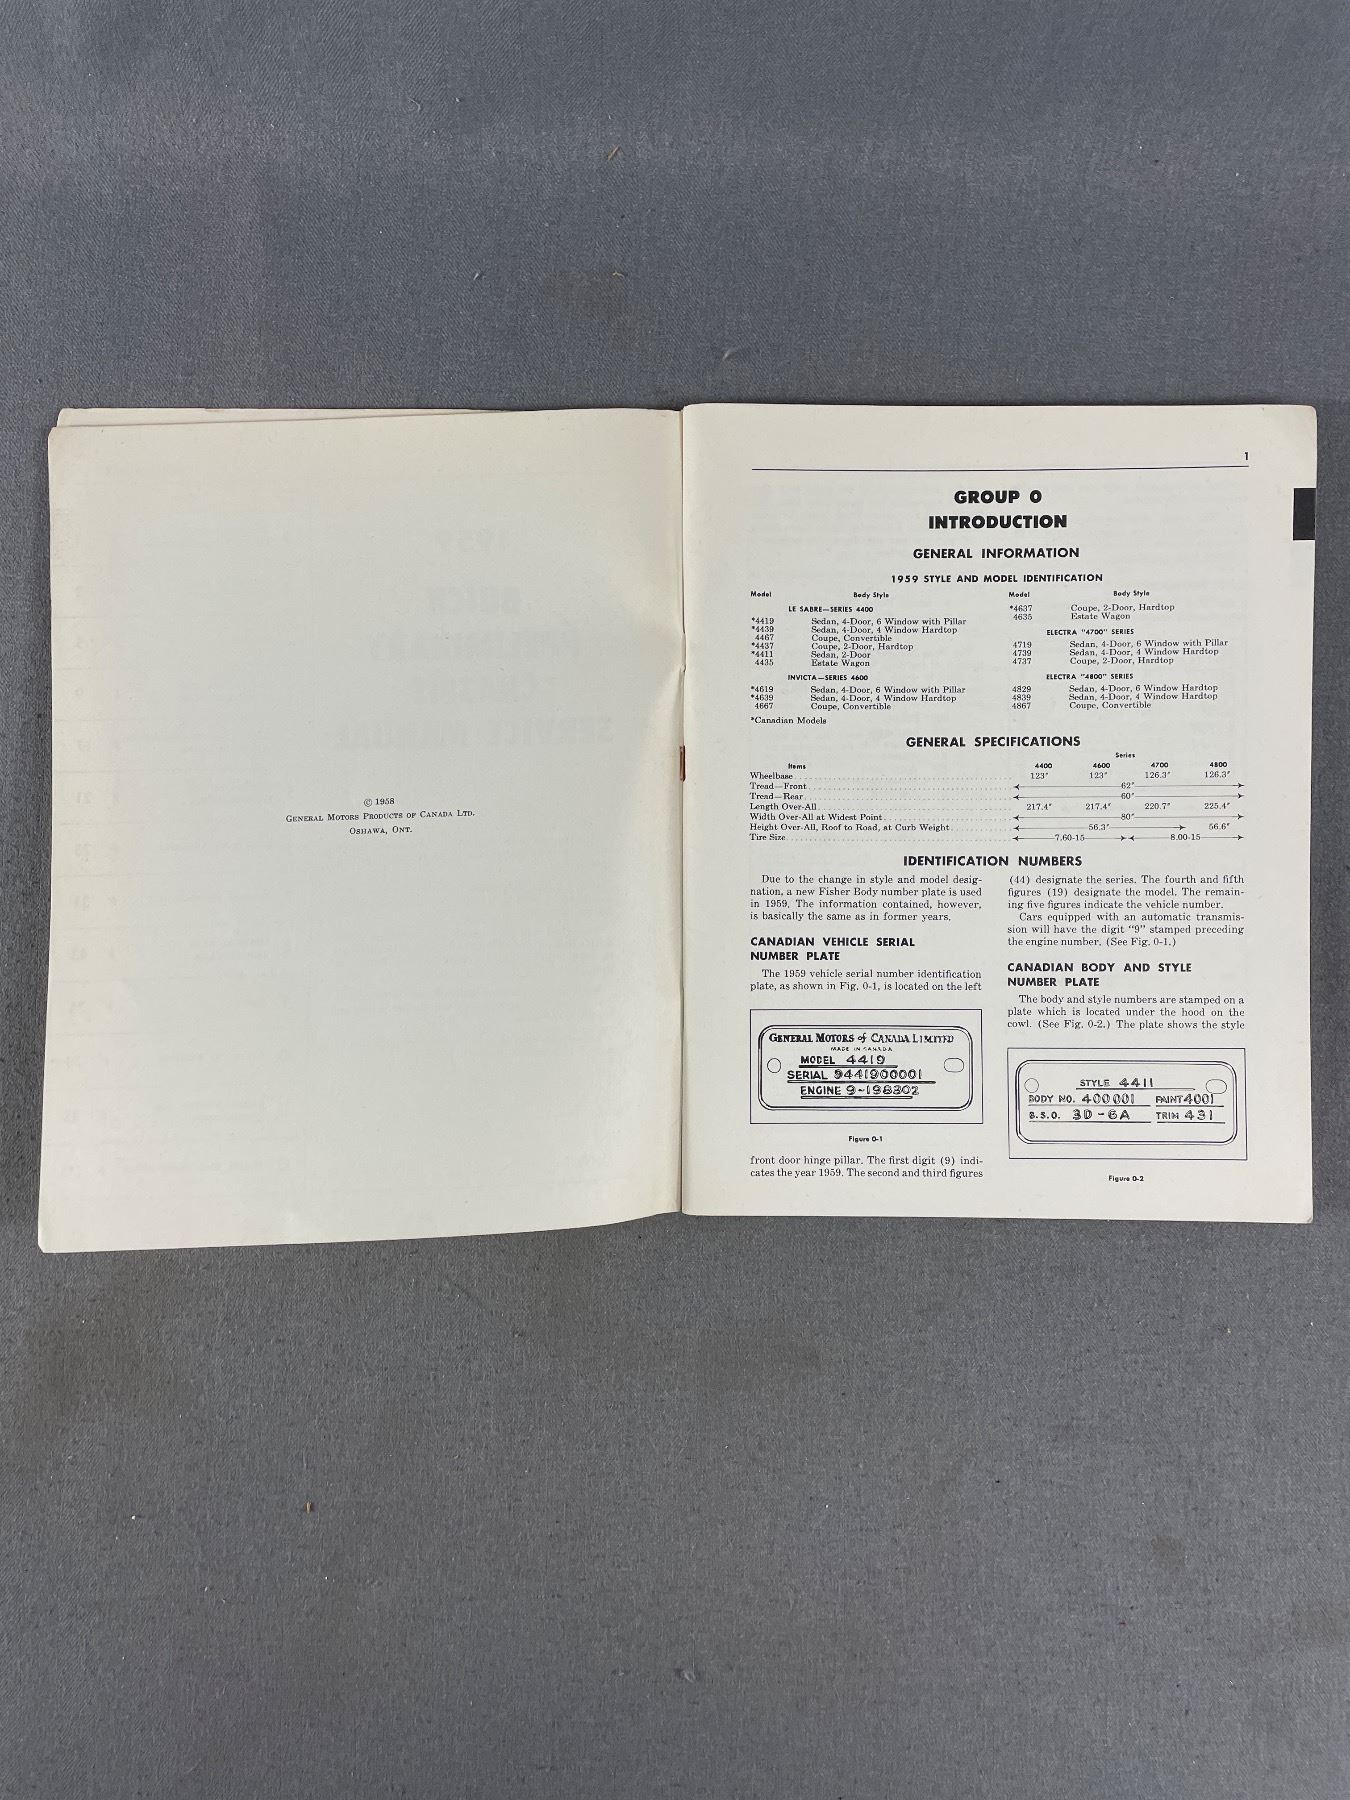 © 1958
GENERAL MOTORS PRODUCTS OF CANADA LTD.
OSHAWA, ONT.
1
GROUP 0
INTRODUCTION
GENERAL INFORMATION
1959 STYLE AND MODEL IDENTIFICATION
Model Body Style
LE SABRE—SERIES 4400
*4419 Sedan, 4-Door, 6 Window with Pillar
*4439 Sedan, 4-Door, 4 Window Hardtop
4467 Coupe, Convertible
*4437 Coupe, 2-Door, Hardtop
*4411 Sedan, 2-Door
4435 Estate Wagon
INVICTA—SERIES 4600
*4619 Sedan, 4-Door, 6 Window with Pillar
*4639 Sedan, 4-Door, 4 Window Hardtop
4667 Coupe, Convertible
*Canadian Models
Model Body Style
*4637 Coupe, 2-Door, Hardtop
4635 Estate Wagon
ELECTRA "4700" SERIES
4719 Sedan, 4-Door, 6 Window with Pillar
4739 Sedan, 4-Door, 4 Window Hardtop
4737 Coupe, 2-Door, Hardtop
ELECTRA "4800" SERIES
4829 Sedan, 4-Door, 6 Window Hardtop
4839 Sedan, 4-Door, 4 Window Hardtop
4867 Coupe, Convertible
GENERAL SPECIFICATIONS
Series
Items 4400 4600 4700 4800
Wheelbase 123" 123" 126.3" 126.3"
Tread—Front 62"
Tread—Rear 60"
Length Over-All 217.4" 217.4" 220.7" 225.4"
Width Over-All at Widest Point 80"
Height Over-All, Roof to Road, at Curb Weight 56.3" 56.6"
Tire Size 7.60-15 8.00-15
IDENTIFICATION NUMBERS
Due to the change in style and model desig-
nation, a new Fisher Body number plate is used
in 1959. The information contained, however,
is basically the same as in former years.
CANADIAN VEHICLE SERIAL
NUMBER PLATE
The 1959 vehicle serial number identification
plate, as shown in Fig. 0-1, is located on the left
GENERAL MOTORS of CANADA LIMITED
MADE IN CANADA
MODEL 4419
SERIAL 9441900001
ENGINE 9-198302
Figure 0-1
front door hinge pillar. The first digit (9) indi-
cates the year 1959. The second and third figures
(44) designate the series. The fourth and fifth
figures (19) designate the model. The remain-
ing five figures indicate the vehicle number.
Cars equipped with an automatic transmis-
sion will have the digit "9" stamped preceding
the engine number. (See Fig. 0-1.)
CANADIAN BODY AND STYLE
NUMBER PLATE
The body and style numbers are stamped on a
plate which is located under the hood on the
cowl. (See Fig. 0-2.) The plate shows the style
STYLE 4411
BODY NO. 400001 PAINT 4001
B.S.O. 3D-6A TRIM 431
Figure 0-2